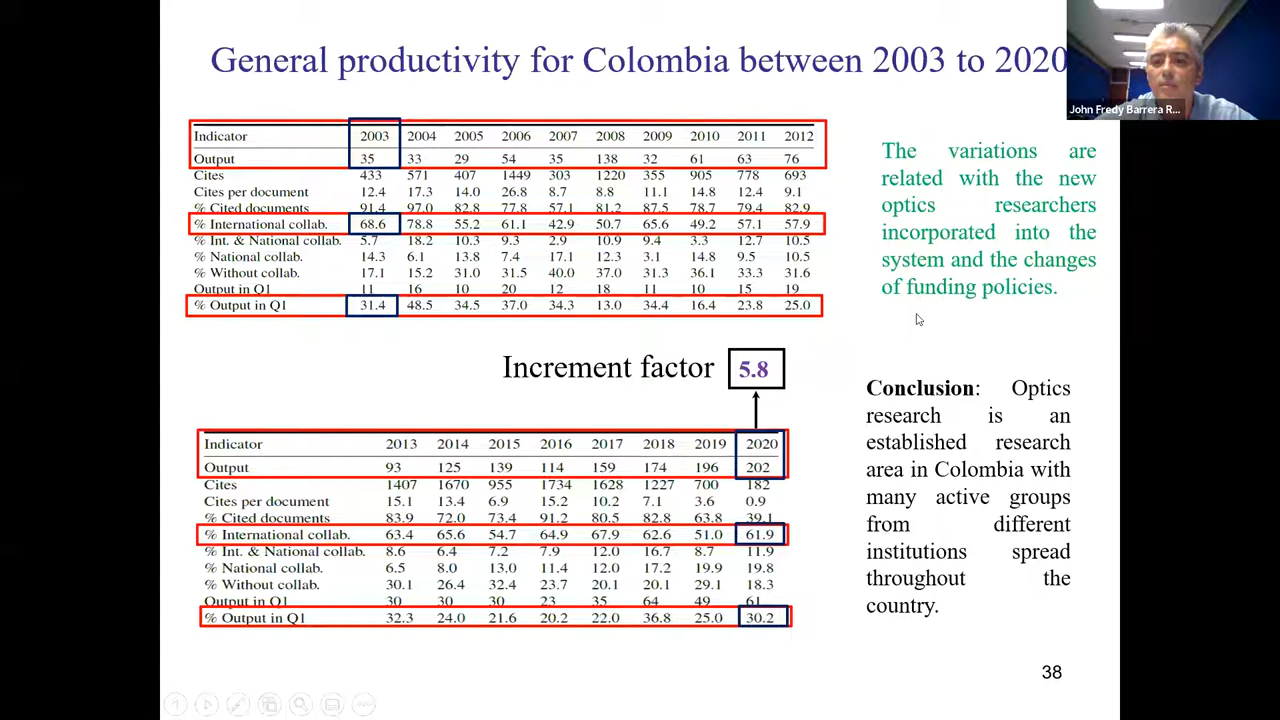 General productivity for Colombia between 2003 to 2020
John Fredy Barrera R...
Indicator 2003 2004 2005 2006 2007 2008 2009 2010 2011 2012
Output 35 33 29 54 35 138 32 61 63 76
Cites 433 571 407 1449 303 1220 355 905 778 693
Cites per document 12.4 17.3 14.0 26.8 8.7 8.8 11.1 14.8 12.4 9.1
% Cited documents 91.4 97.0 82.8 77.8 57.1 81.2 87.5 78.7 79.4 82.9
% International collab. 68.6 78.8 55.2 61.1 42.9 50.7 65.6 49.2 57.1 57.9
% Int. & National collab. 5.7 18.2 10.3 9.3 2.9 10.9 9.4 3.3 12.7 10.5
% National collab. 14.3 6.1 13.8 7.4 17.1 12.3 3.1 14.8 9.5 10.5
% Without collab. 17.1 15.2 31.0 31.5 40.0 37.0 31.3 36.1 33.3 31.6
Output in Q1 11 16 10 20 12 18 11 10 15 19
% Output in Q1 31.4 48.5 34.5 37.0 34.3 13.0 34.4 16.4 23.8 25.0
The variations are
related with the new
optics researchers
incorporated into the
system and the changes
of funding policies.
Increment factor 5.8
Indicator 2013 2014 2015 2016 2017 2018 2019 2020
Output 93 125 139 114 159 174 196 202
Cites 1407 1670 955 1734 1628 1227 700 182
Cites per document 15.1 13.4 6.9 15.2 10.2 7.1 3.6 0.9
% Cited documents 83.9 72.0 73.4 91.2 80.5 82.8 63.8 39.1
% International collab. 63.4 65.6 54.7 64.9 67.9 62.6 51.0 61.9
% Int. & National collab. 8.6 6.4 7.2 7.9 12.0 16.7 8.7 11.9
% National collab. 6.5 8.0 13.0 11.4 12.0 17.2 19.9 19.8
% Without collab. 30.1 26.4 32.4 23.7 20.1 20.1 29.1 18.3
Output in Q1 30 30 30 23 35 64 49 61
% Output in Q1 32.3 24.0 21.6 20.2 22.0 36.8 25.0 30.2
Conclusion: Optics
research is an
established research
area in Colombia with
many active groups
from different
institutions spread
throughout the
country.
38